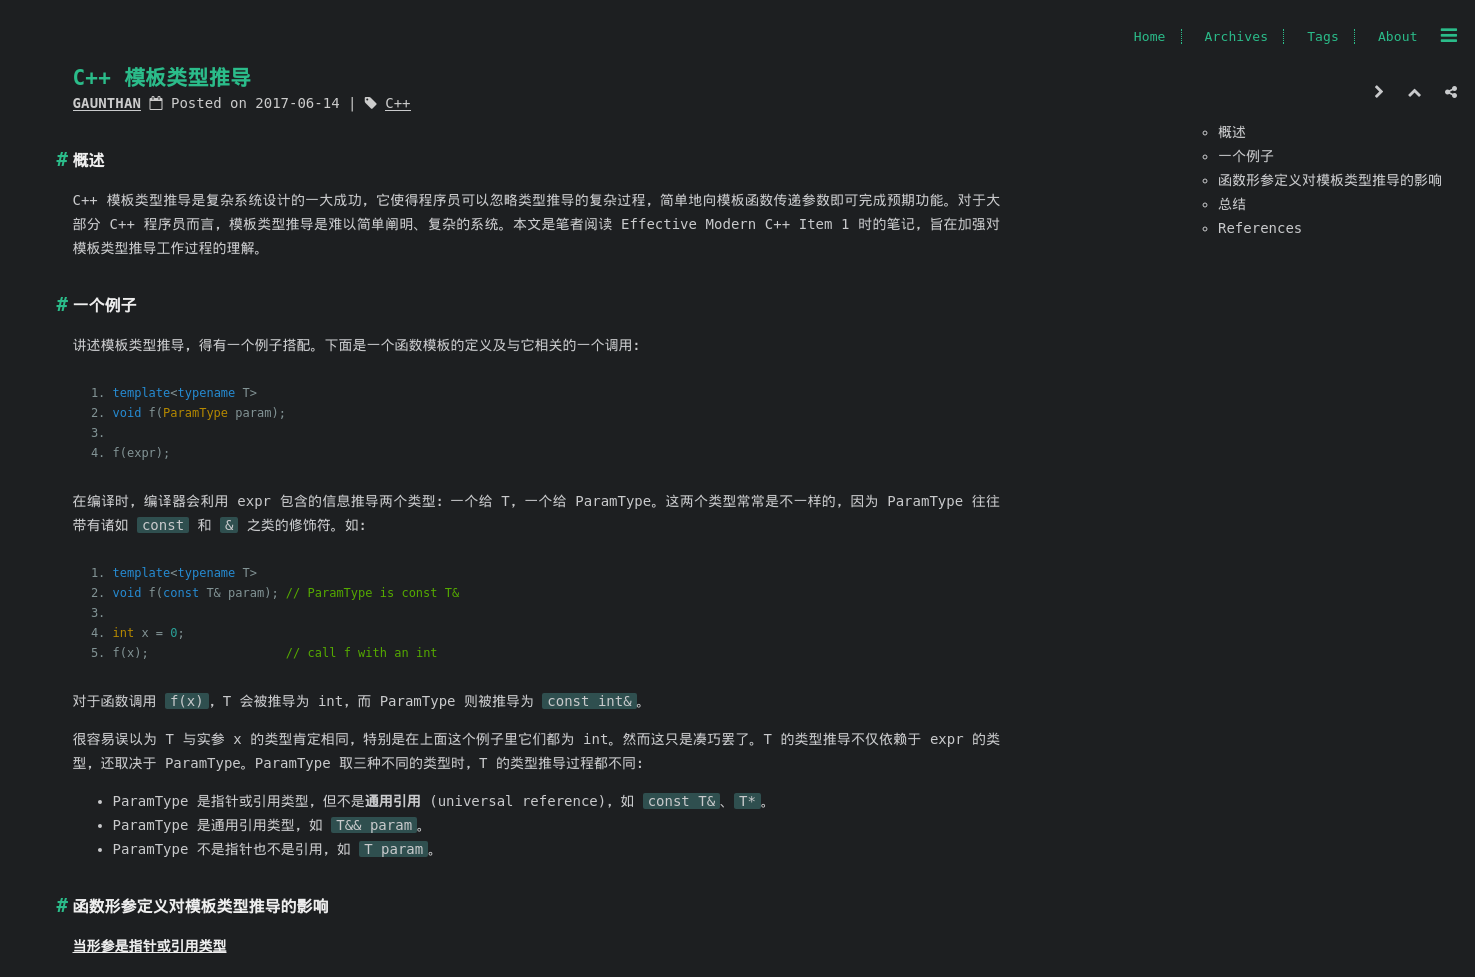 Home
Archives
Tags
About
C++ 模板类型推导
GAUNTHAN Posted on 2017-06-14 | C++
概述
一个例子
函数形参定义对模板类型推导的影响
总结
References
# 概述
C++ 模板类型推导是复杂系统设计的一大成功，它使得程序员可以忽略类型推导的复杂过程，简单地向模板函数传递参数即可完成预期功能。对于大
部分 C++ 程序员而言，模板类型推导是难以简单阐明、复杂的系统。本文是笔者阅读 Effective Modern C++ Item 1 时的笔记，旨在加强对
模板类型推导工作过程的理解。
# 一个例子
讲述模板类型推导，得有一个例子搭配。下面是一个函数模板的定义及与它相关的一个调用：
1. template<typename T>
2. void f(ParamType param);
3.
4. f(expr);
在编译时，编译器会利用 expr 包含的信息推导两个类型：一个给 T，一个给 ParamType。这两个类型常常是不一样的，因为 ParamType 往往
带有诸如 const 和 & 之类的修饰符。如：
1. template<typename T>
2. void f(const T& param); // ParamType is const T&
3.
4. int x = 0;
5. f(x); // call f with an int
对于函数调用 f(x)，T 会被推导为 int，而 ParamType 则被推导为 const int&。
很容易误以为 T 与实参 x 的类型肯定相同，特别是在上面这个例子里它们都为 int。然而这只是凑巧罢了。T 的类型推导不仅依赖于 expr 的类
型，还取决于 ParamType。ParamType 取三种不同的类型时，T 的类型推导过程都不同：
• ParamType 是指针或引用类型，但不是通用引用 (universal reference)，如 const T&、T*。
• ParamType 是通用引用类型，如 T&& param。
• ParamType 不是指针也不是引用，如 T param。
# 函数形参定义对模板类型推导的影响
当形参是指针或引用类型